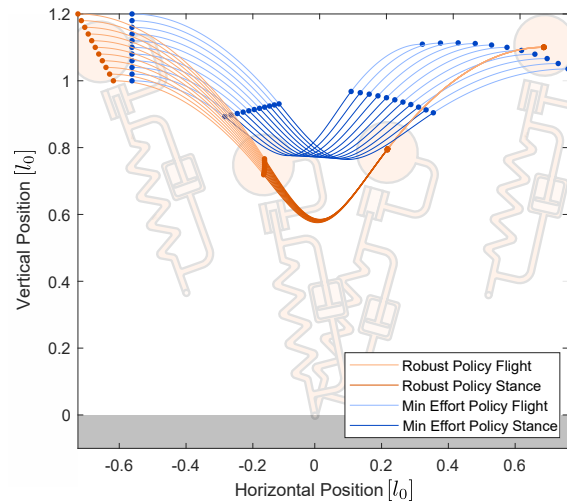 1.2
1
0.8
0.6
0.4
0.2
0
Vertical Position [l₀]
-0.6
-0.4
-0.2
0
0.2
0.4
0.6
Horizontal Position [l₀]
Robust Policy Flight
Robust Policy Stance
Min Effort Policy Flight
Min Effort Policy Stance